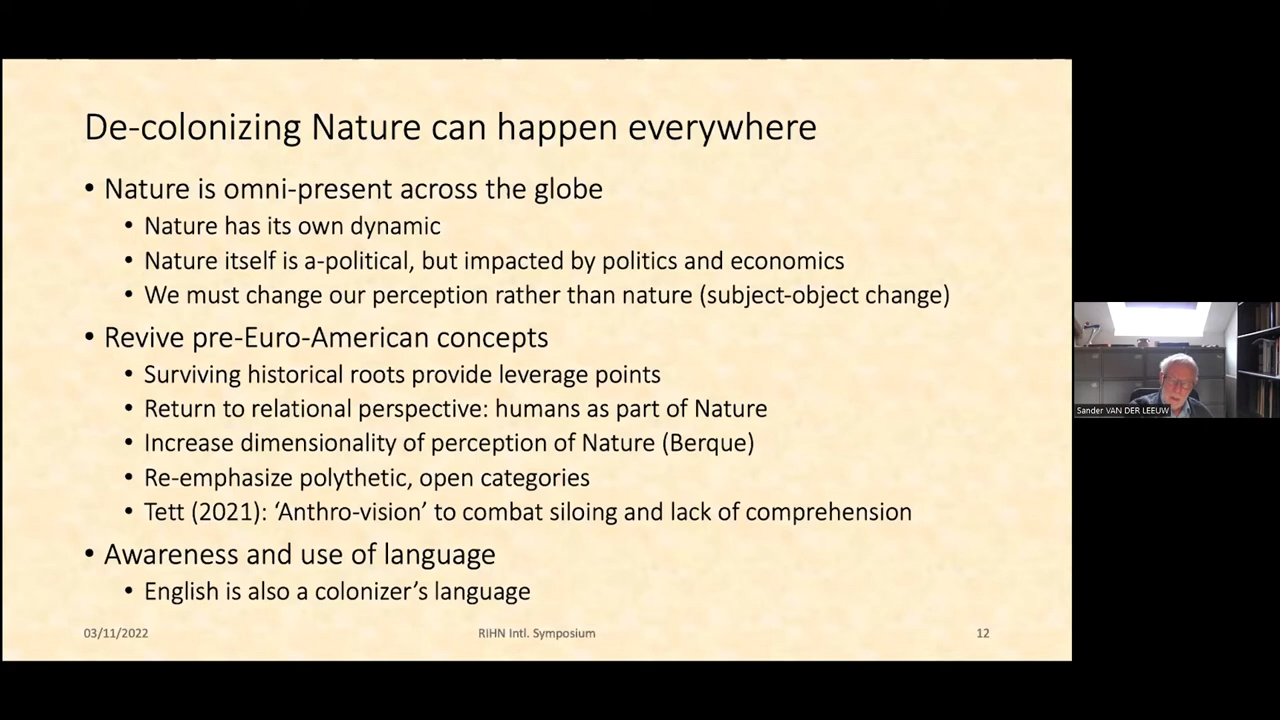 De-colonizing Nature can happen everywhere
• Nature is omni-present across the globe
• Nature has its own dynamic
• Nature itself is a-political, but impacted by politics and economics
• We must change our perception rather than nature (subject-object change)
• Revive pre-Euro-American concepts
• Surviving historical roots provide leverage points
• Return to relational perspective: humans as part of Nature
• Increase dimensionality of perception of Nature (Berque)
• Re-emphasize polythetic, open categories
• Tett (2021): ‘Anthro-vision’ to combat siloing and lack of comprehension
• Awareness and use of language
• English is also a colonizer’s language
03/11/2022
RIHN Intl. Symposium
12
Sander VAN DER LEEUW